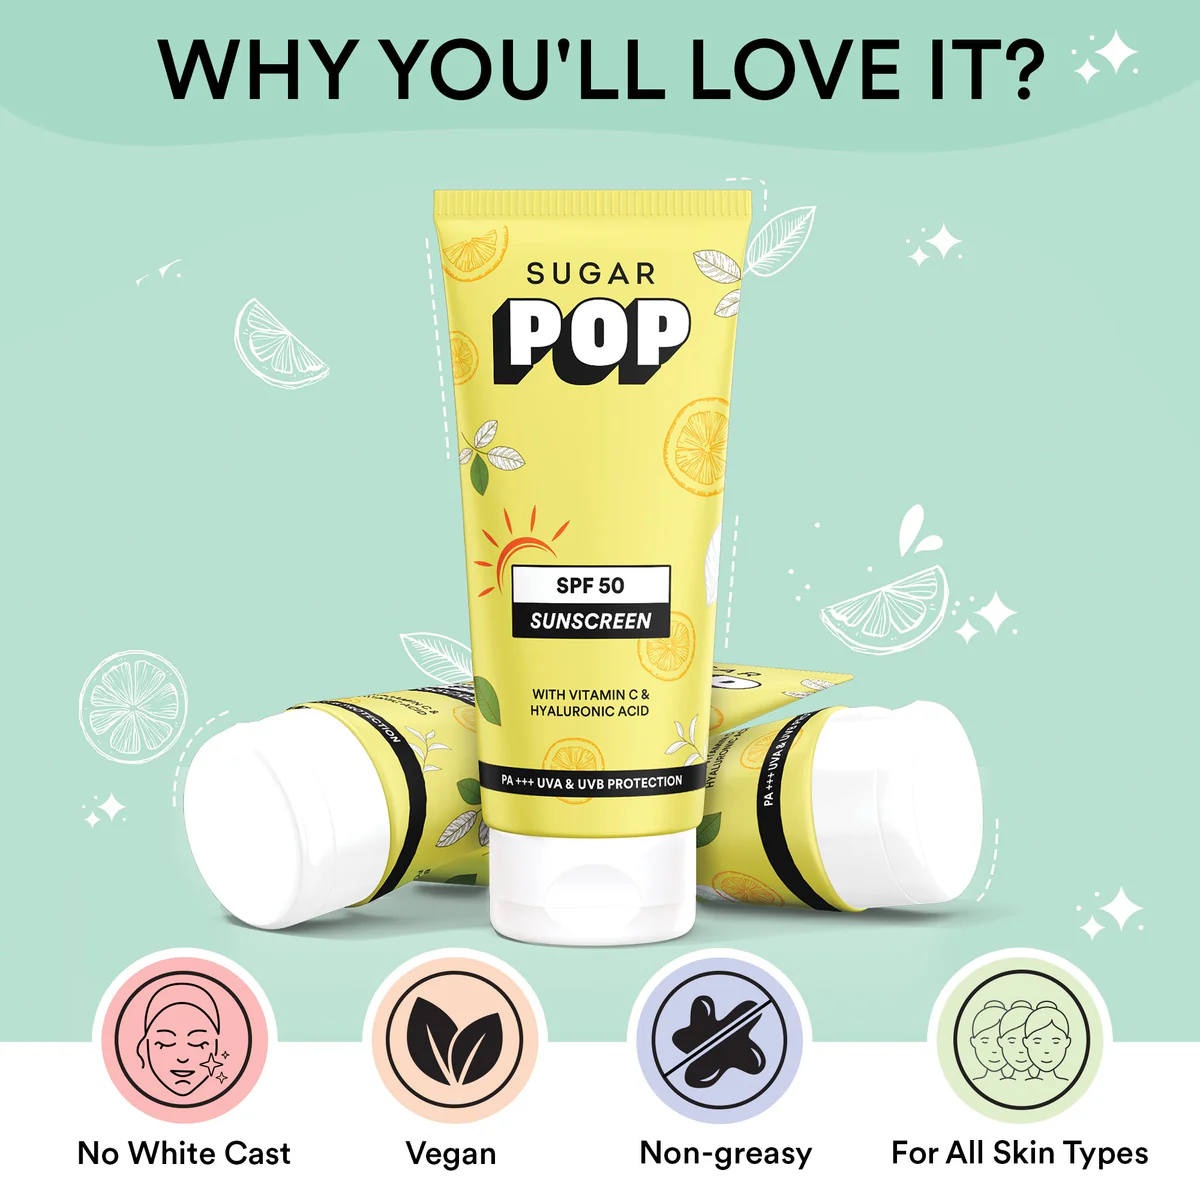 WHY YOU'LL LOVE IT?
SUGAR
POP
SPF 50
SUNSCREEN
WITH VITAMIN C &
HYALURONIC ACID
PA +++ UVA & UVB PROTECTION
No White Cast
Vegan
Non-greasy
For All Skin Types